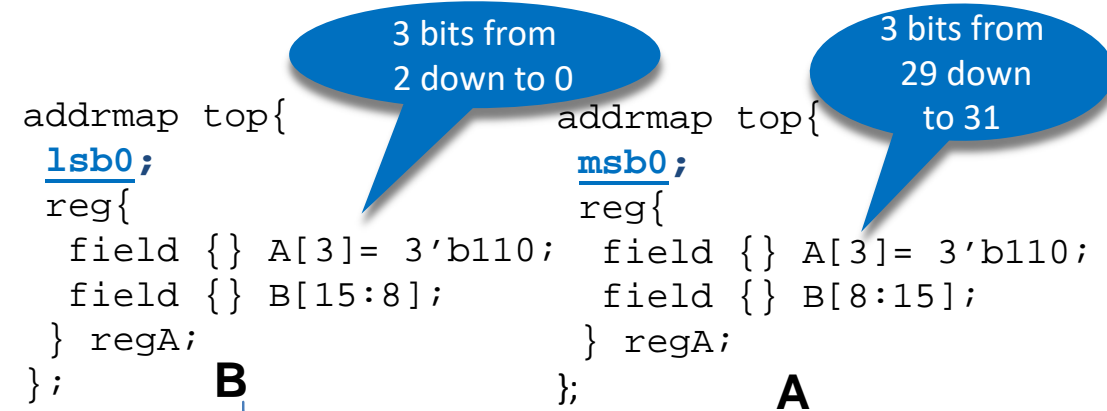 3 bits from
2 down to 0
addrmap top{
lsb0;
reg{
field {} A[3]= 3’b110;
field {} B[15:8];
} regA;
};
B
3 bits from
29 down
to 31
addrmap top{
msb0;
reg{
field {} A[3]= 3’b110;
field {} B[8:15];
} regA;
};
A